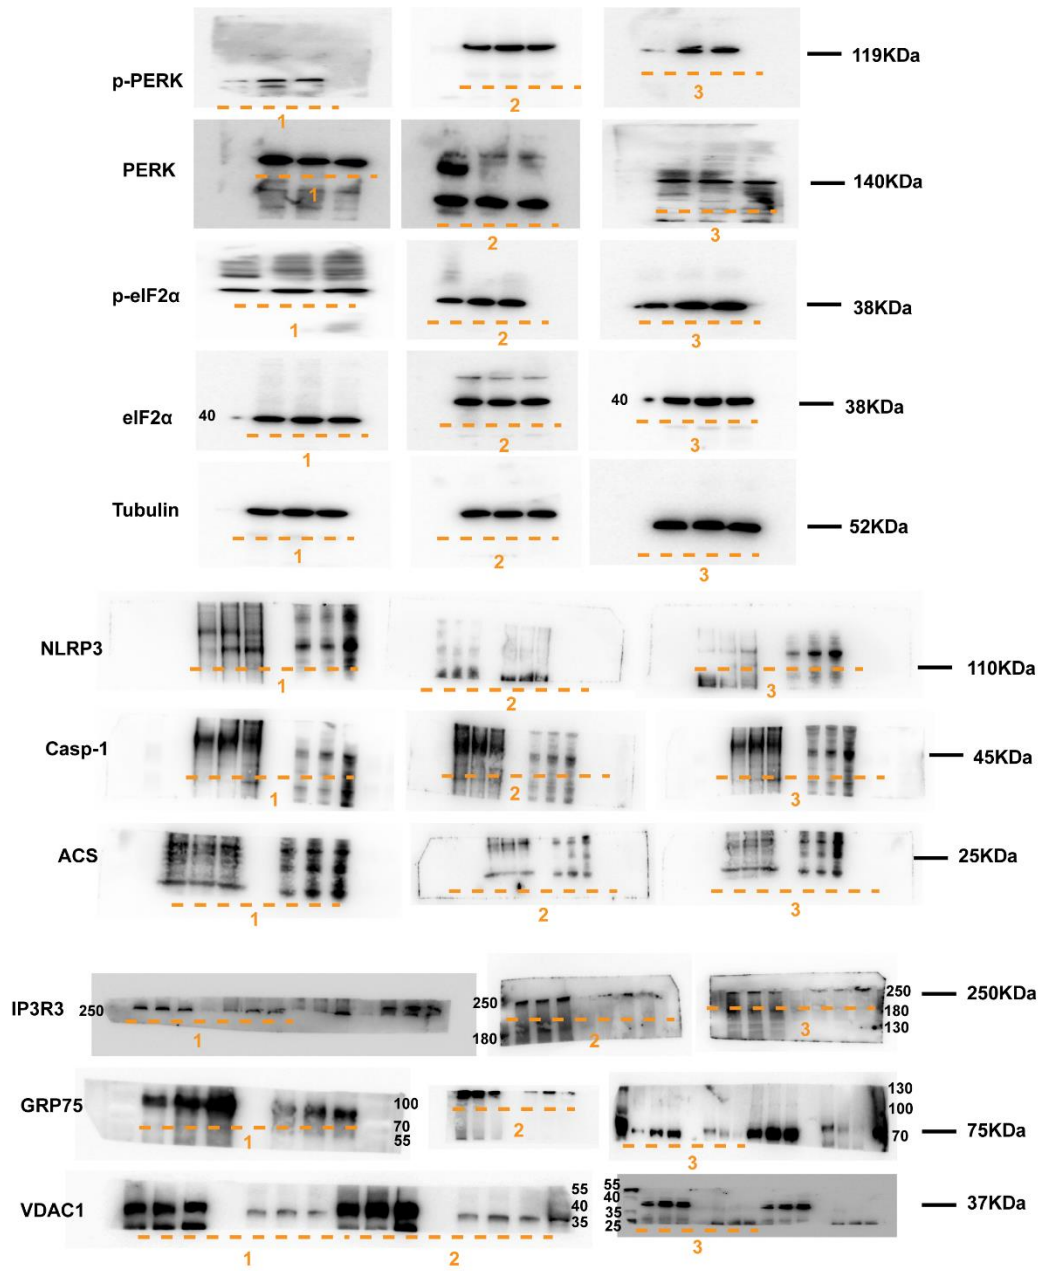 p-PERK 1 2 3 119KDa
PERK 1 2 3 140KDa
p-eIF2α 1 2 3 38KDa
eIF2α 40 1 2 40 3 38KDa
Tubulin 1 2 3 52KDa
NLRP3 1 2 3 110KDa
Casp-1 1 2 3 45KDa
ACS 1 2 3 25KDa
IP3R3 250 1 250 180 2 250 180 130 3 250KDa
GRP75 100 70 55 1 2 130 100 70 3 75KDa
VDAC1 55 40 35 1 2 55 40 35 25 3 37KDa